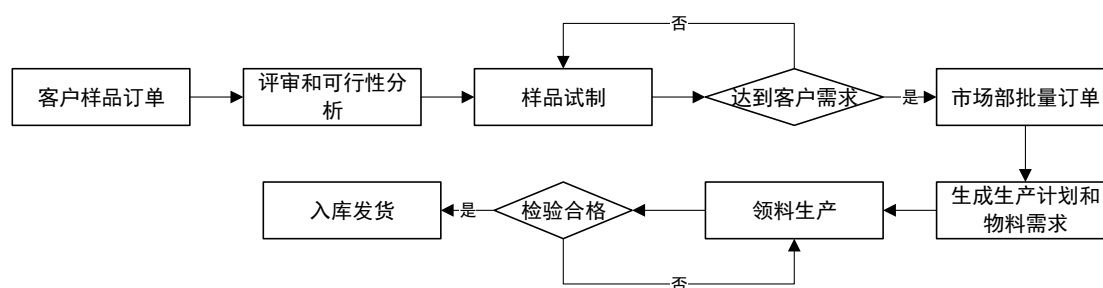 否
客户样品订单
评审和可行性分
析
样品试制
达到客户需求
是
市场部批量订单
生成生产计划和
物料需求
领料生产
检验合格
是
入库发货
否